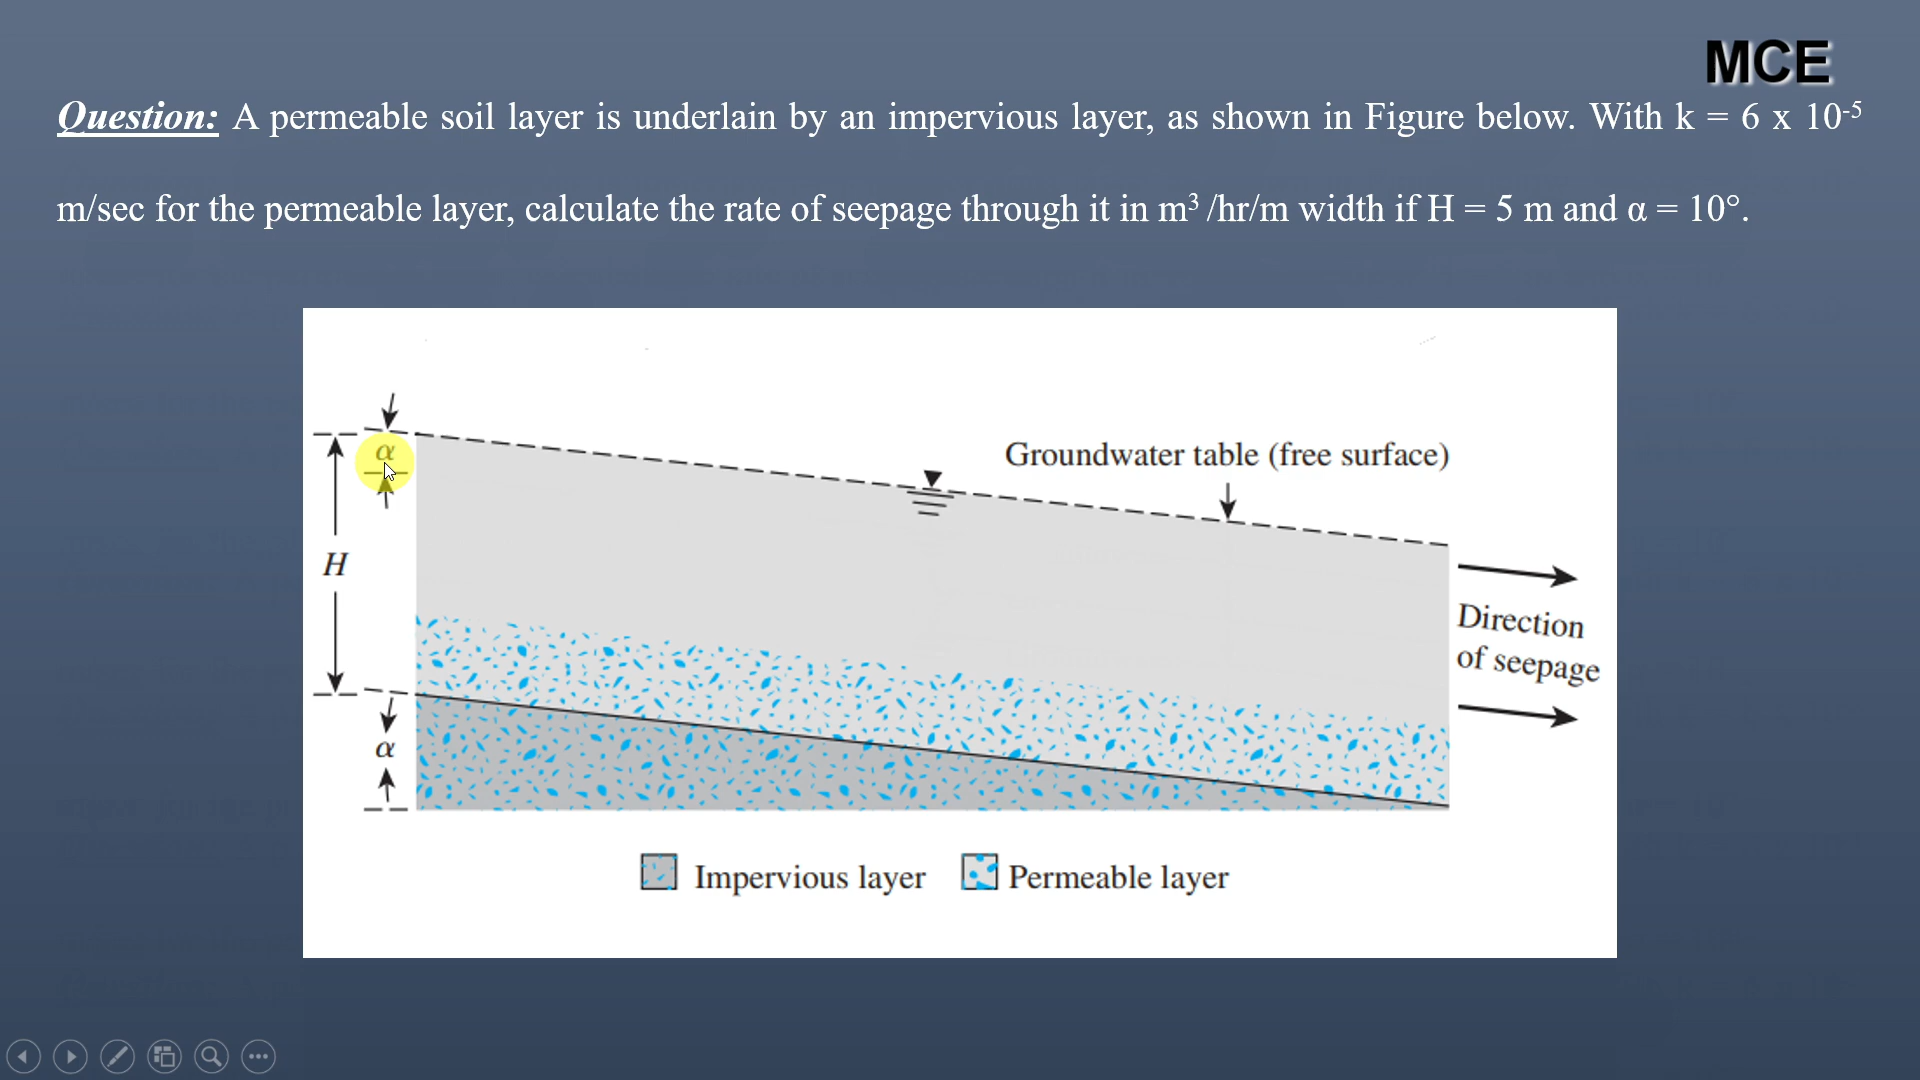 MCE
Question: A permeable soil layer is underlain by an impervious layer, as shown in Figure below. With k = 6 x 10⁻⁵
m/sec for the permeable layer, calculate the rate of seepage through it in m³ /hr/m width if H = 5 m and α = 10°.
α
Groundwater table (free surface)
H
Direction
of seepage
α
Impervious layer
Permeable layer